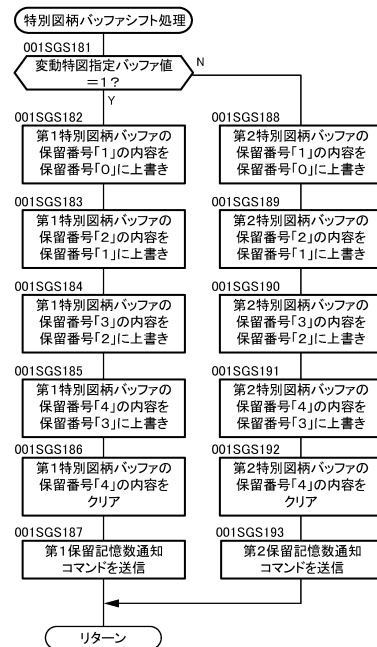 特別図柄バッファシフト処理
001SGS181
変動特図指定バッファ値
＝1?
N
Y
001SGS182
第1特別図柄バッファの
保留番号「1」の内容を
保留番号「0」に上書き
001SGS183
第1特別図柄バッファの
保留番号「2」の内容を
保留番号「1」に上書き
001SGS184
第1特別図柄バッファの
保留番号「3」の内容を
保留番号「2」に上書き
001SGS185
第1特別図柄バッファの
保留番号「4」の内容を
保留番号「3」に上書き
001SGS186
第1特別図柄バッファの
保留番号「4」の内容を
クリア
001SGS187
第1保留記憶数通知
コマンドを送信
001SGS188
第2特別図柄バッファの
保留番号「1」の内容を
保留番号「0」に上書き
001SGS189
第2特別図柄バッファの
保留番号「2」の内容を
保留番号「1」に上書き
001SGS190
第2特別図柄バッファの
保留番号「3」の内容を
保留番号「2」に上書き
001SGS191
第2特別図柄バッファの
保留番号「4」の内容を
保留番号「3」に上書き
001SGS192
第2特別図柄バッファの
保留番号「4」の内容を
クリア
001SGS193
第2保留記憶数通知
コマンドを送信
リターン